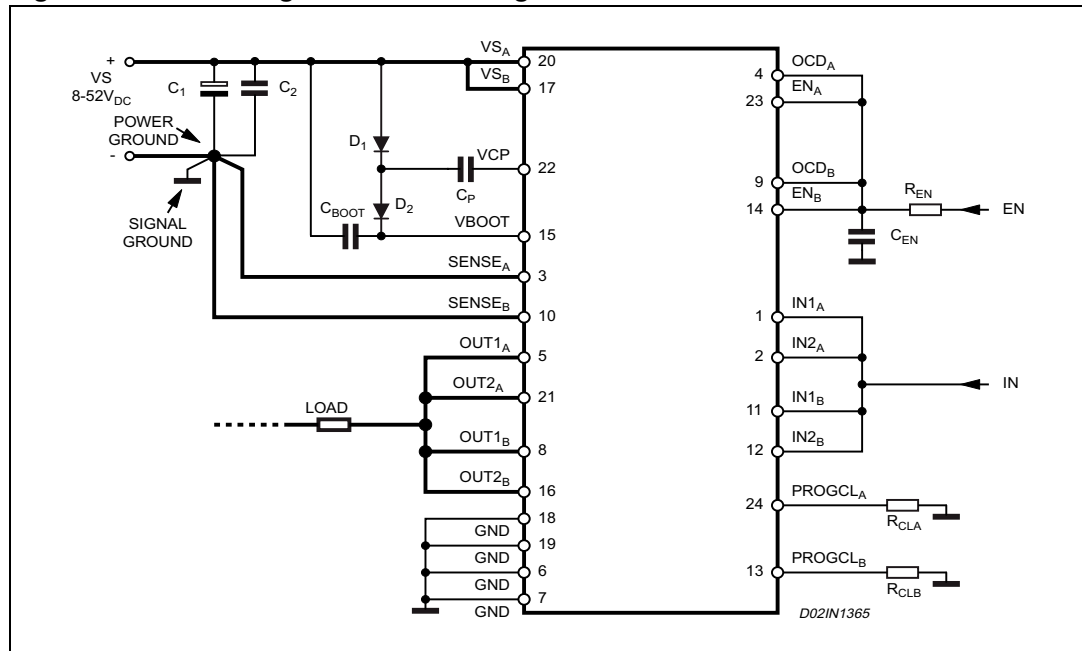 +
VS
8-52VDC
C1
C2
POWER
GROUND
-
SIGNAL
GROUND
D1
D2
CP
CBOOT
VSA
20
VSB
17
VCP
22
VBOOT
15
SENSEA
3
SENSEB
10
OUT1A
5
OUT2A
21
LOAD
OUT1B
8
OUT2B
16
18
GND
19
GND
6
GND
7
GND
4
OCDA
ENA
23
9
OCDB
ENB
14
REN
EN
CEN
1
IN1A
2
IN2A
IN
11
IN1B
12
IN2B
24
PROGCLA
RCLA
13
PROGCLB
RCLB
D02IN1365